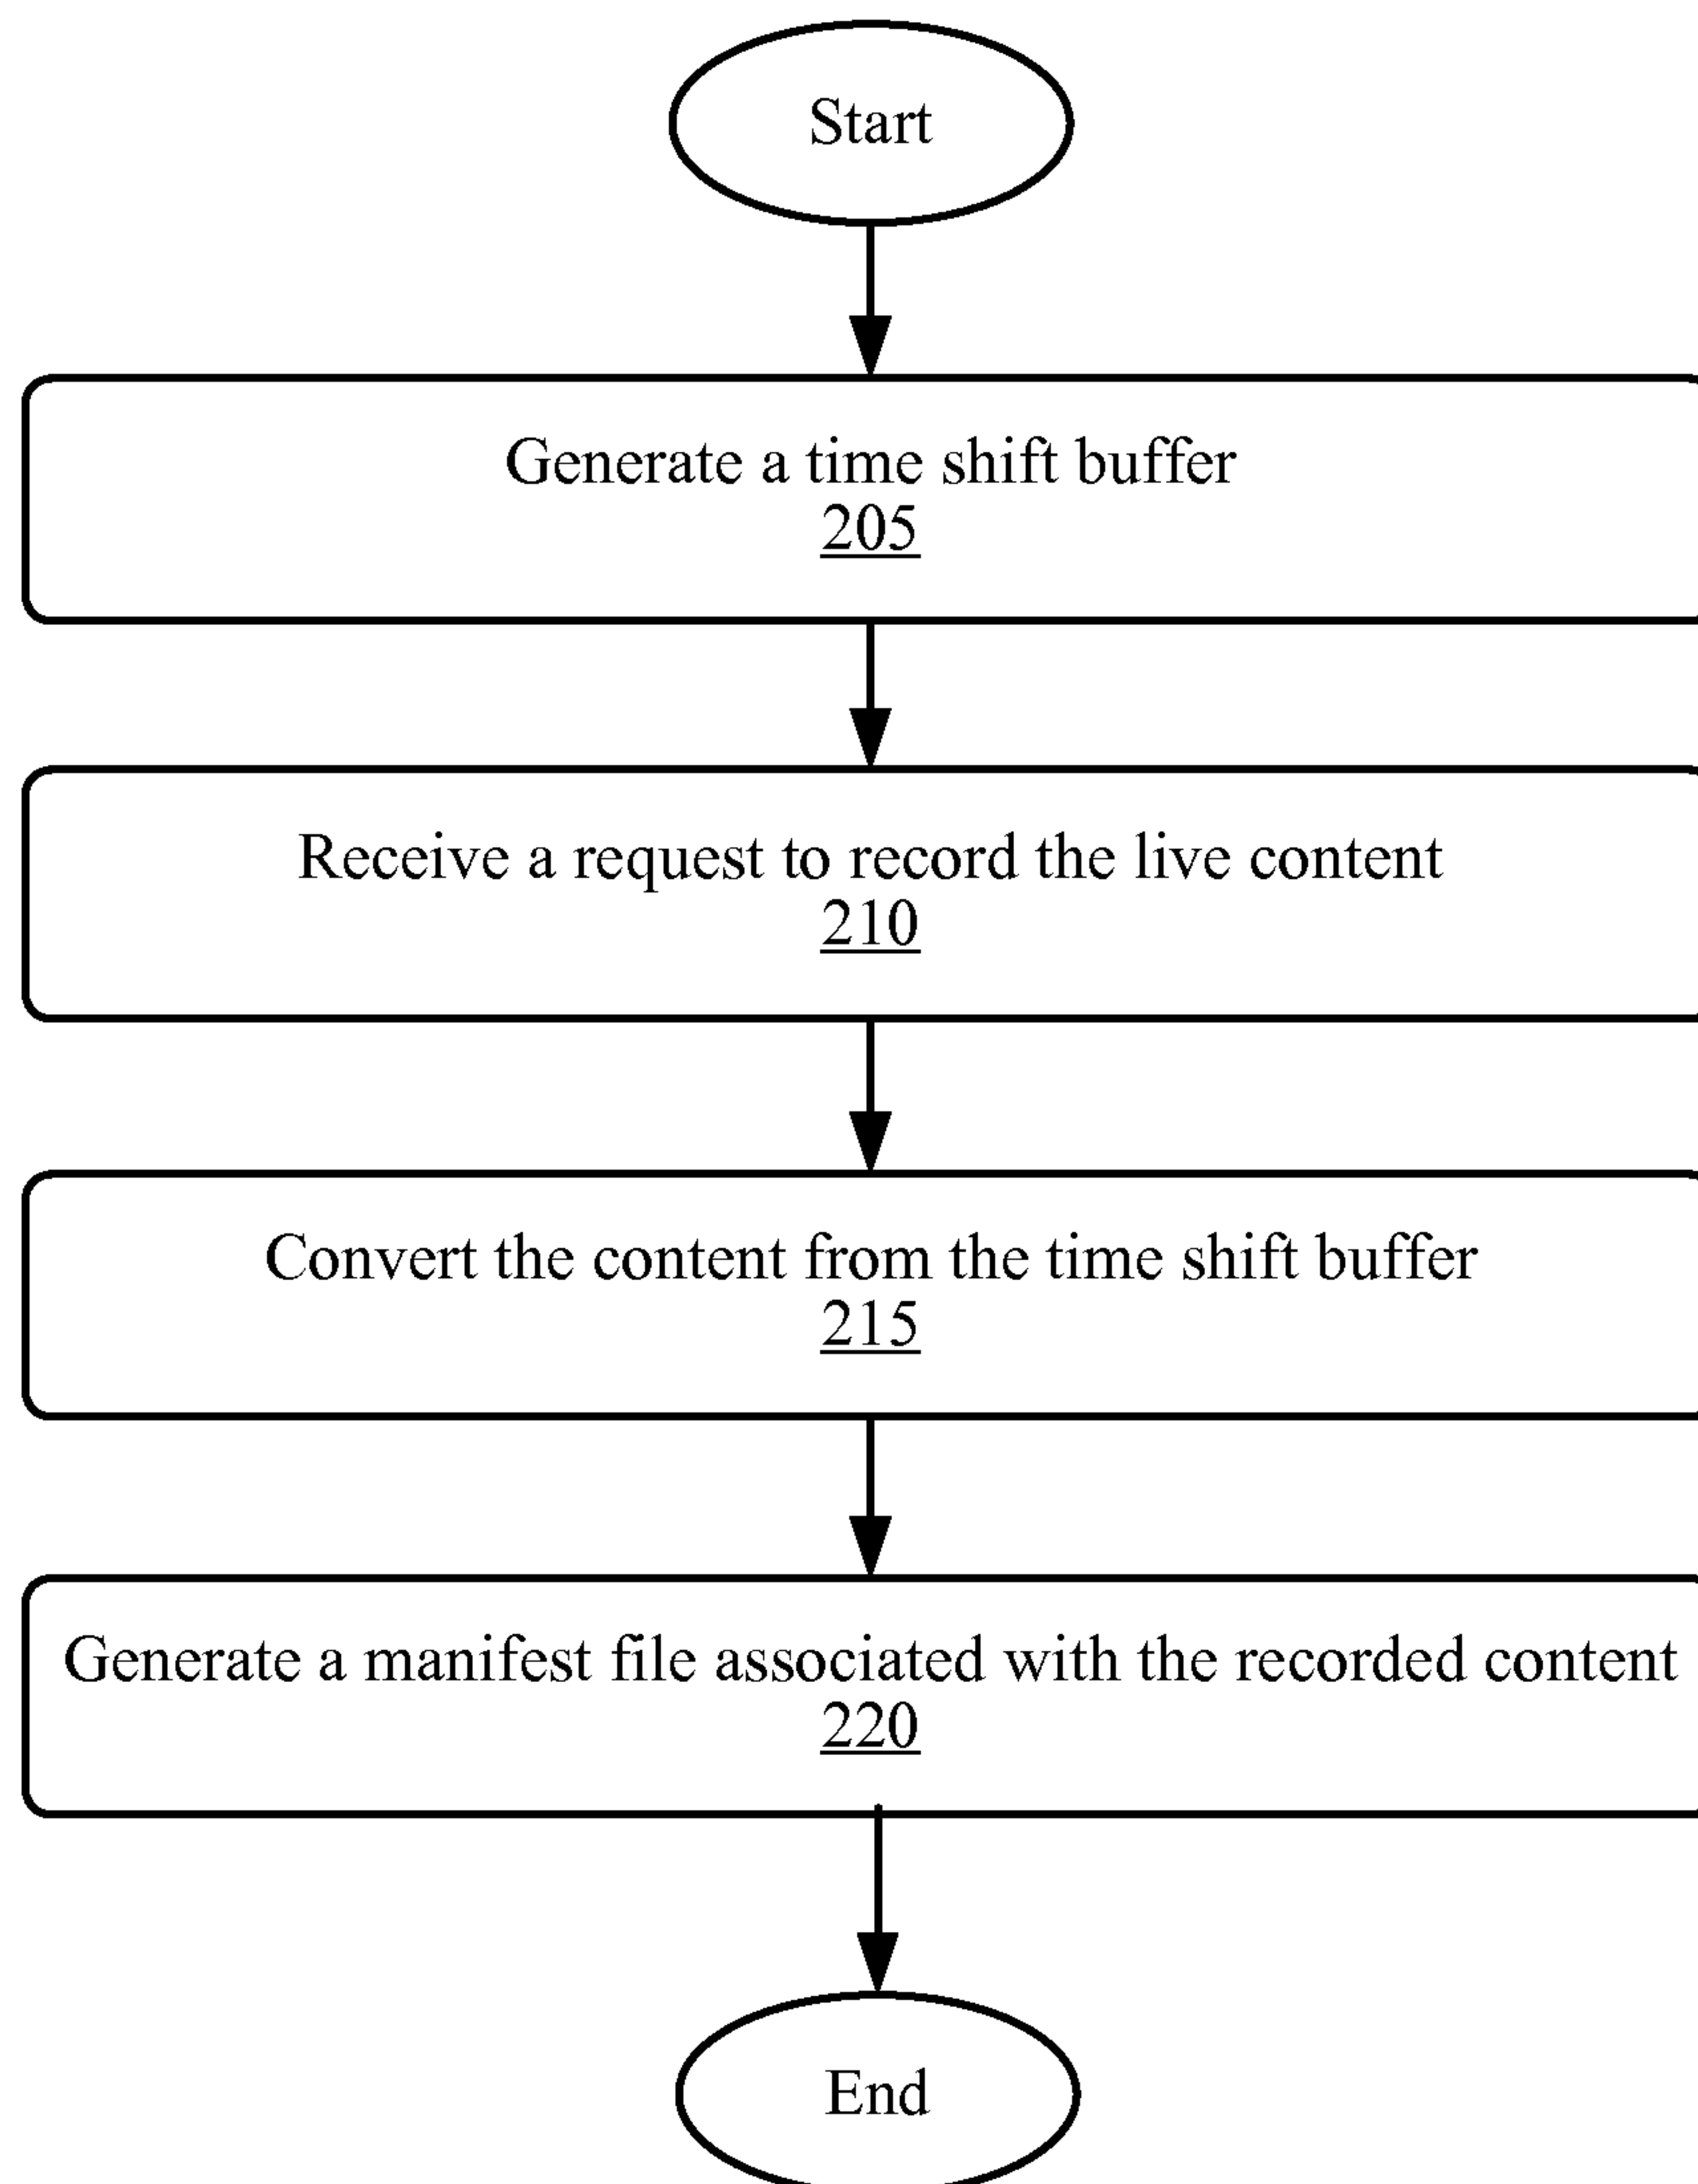 Start
Generate a time shift buffer
205
Receive a request to record the live content
210
Convert the content from the time shift buffer
215
Generate a manifest file associated with the recorded content
220
End